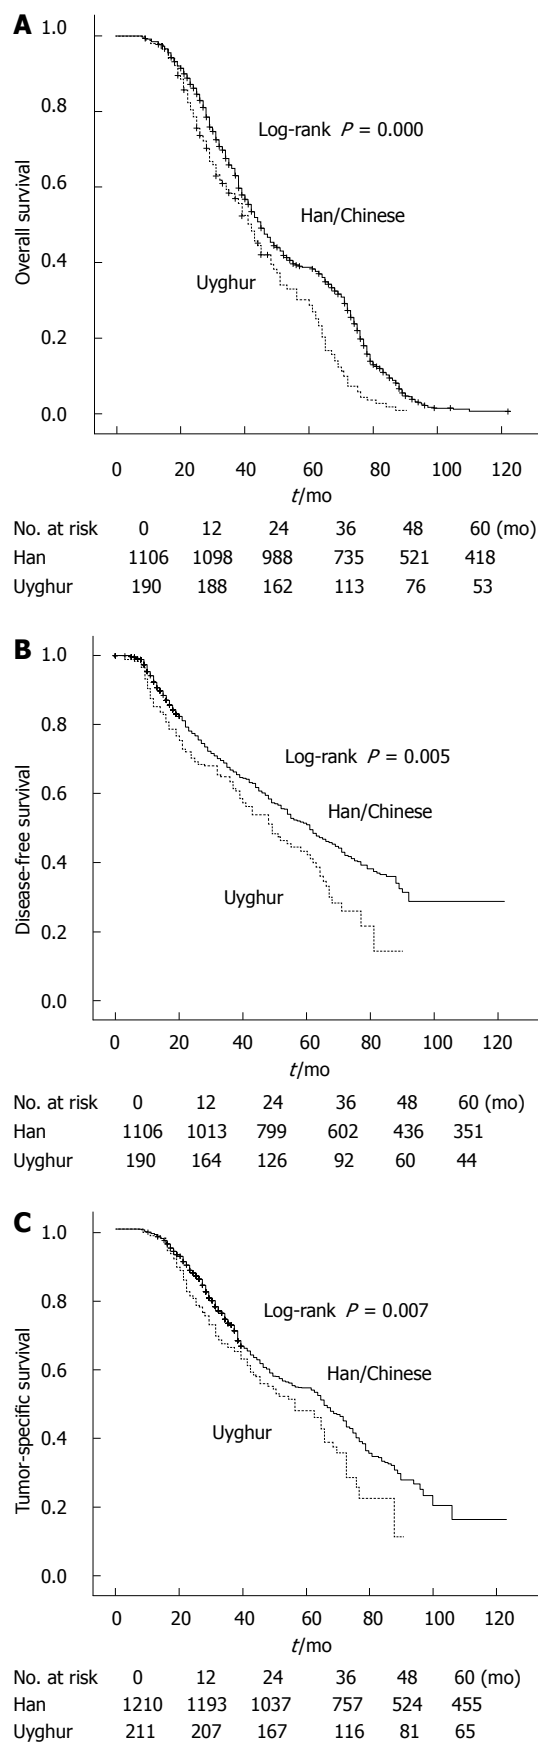 A
1.0
0.8
0.6
0.4
0.2
0.0
Overall survival
Log-rank P = 0.000
Han/Chinese
Uyghur
0 20 40 60 80 100 120
t/mo
No. at risk 0 12 24 36 48 60 (mo)
Han 1106 1098 988 735 521 418
Uyghur 190 188 162 113 76 53
B
1.0
0.8
0.6
0.4
0.2
0.0
Disease-free survival
Log-rank P = 0.005
Han/Chinese
Uyghur
0 20 40 60 80 100 120
t/mo
No. at risk 0 12 24 36 48 60 (mo)
Han 1106 1013 799 602 436 351
Uyghur 190 164 126 92 60 44
C
1.0
0.8
0.6
0.4
0.2
0.0
Tumor-specific survival
Log-rank P = 0.007
Han/Chinese
Uyghur
0 20 40 60 80 100 120
t/mo
No. at risk 0 12 24 36 48 60 (mo)
Han 1210 1193 1037 757 524 455
Uyghur 211 207 167 116 81 65